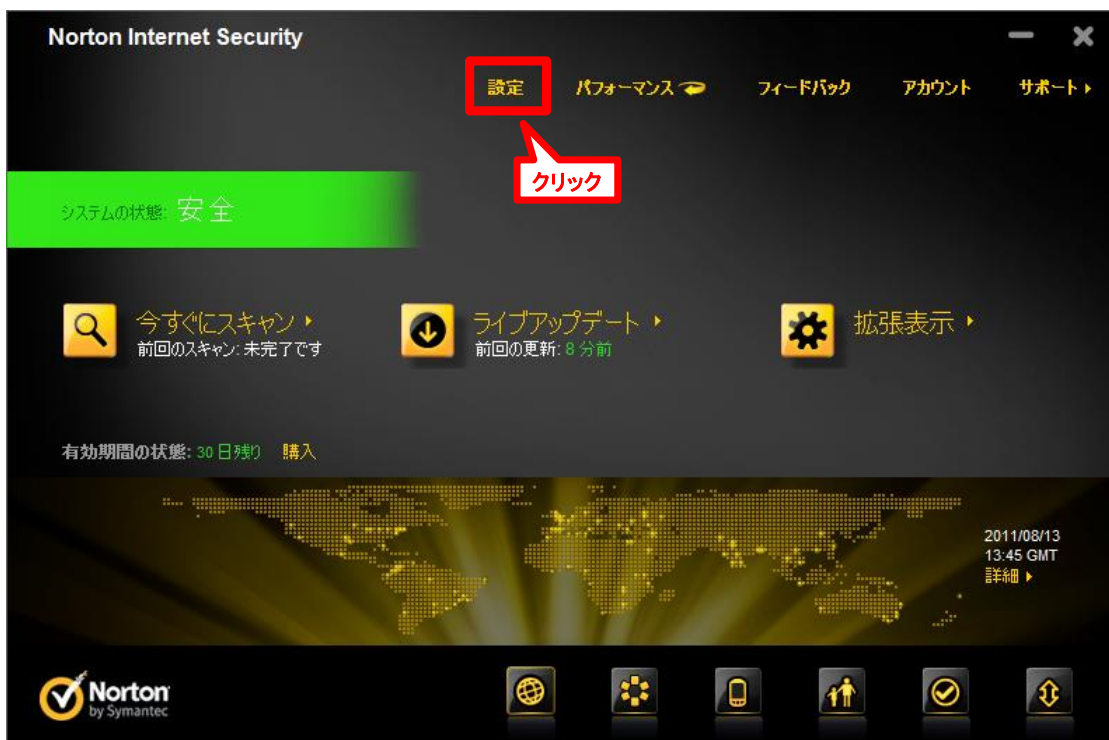 Norton Internet Security
設定 パフォーマンス フィードバック アカウント サポート
クリック
システムの状態: 安全
今すぐにスキャン
前回のスキャン: 未完了です
ライブアップデート
前回の更新: 8 分前
拡張表示
有効期間の状態: 30 日残り 購入
2011/08/13
13:45 GMT
詳細
Norton
by Symantec